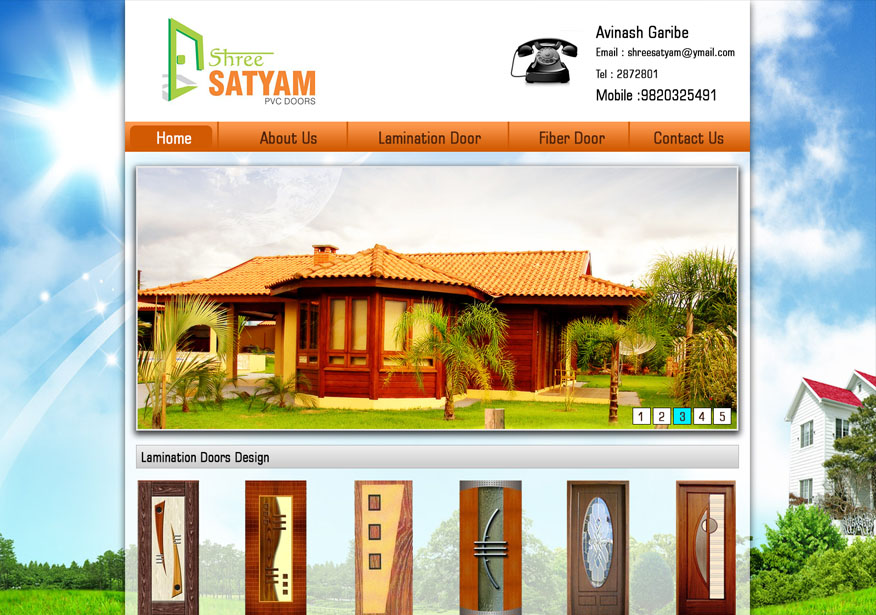 Shree
SATYAM
PVC DOORS
Avinash Garibe
Email : shreesatyam@ymail.com
Tel : 2872801
Mobile :9820325491
Home About Us Lamination Door Fiber Door Contact Us
1 2 3 4 5
Lamination Doors Design